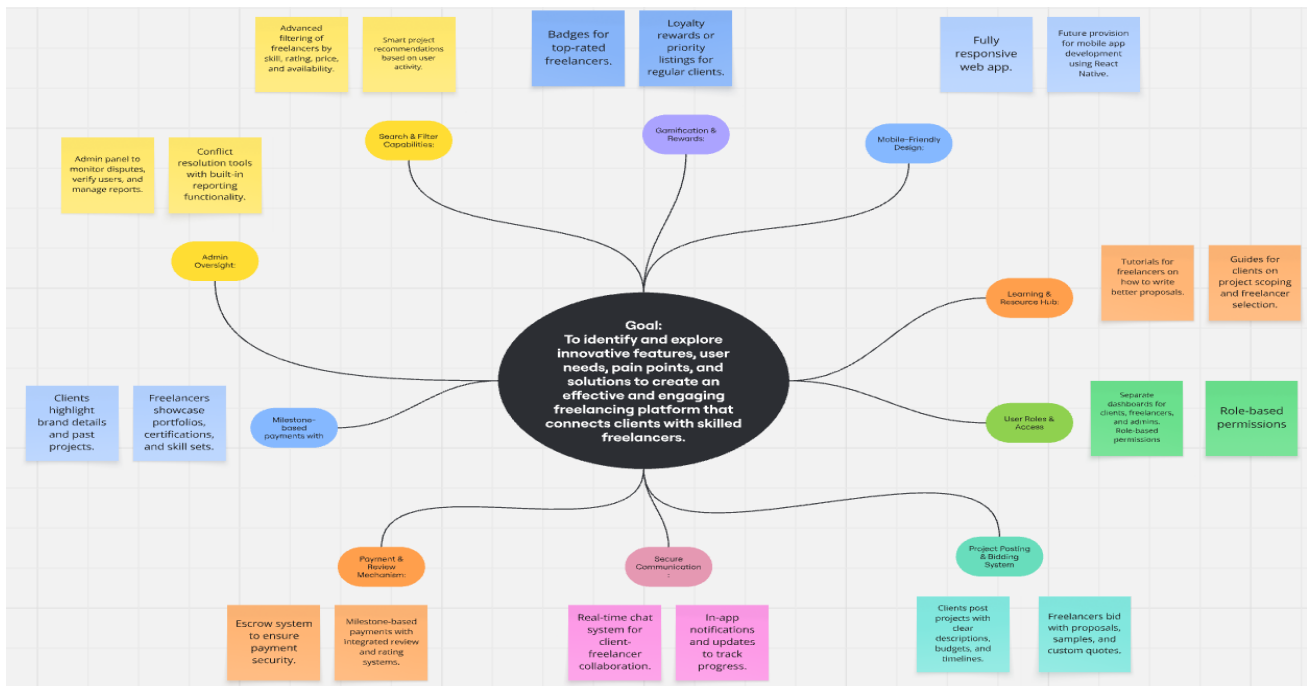 Advanced
filtering of
freelancers by
skill, rating, price,
and availability.
Smart project
recommendations
based on user
activity.
Badges for
top-rated
freelancers.
Loyalty
rewards or
priority
listings for
regular clients.
Fully
responsive
web app.
Future provision
for mobile app
development
using React
Native.
Search & Filter
Capabilities:
Gamification &
Rewards:
Mobile-Friendly
Design:
Admin panel to
monitor disputes,
verify users, and
manage reports.
Conflict
resolution tools
with built-in
reporting
functionality.
Admin
Oversight:
Learning &
Resource Hub:
Tutorials for
freelancers on
how to write
better proposals.
Guides for
clients on
project scoping
and freelancer
selection.
Goal:
To identify and explore
innovative features, user
needs, pain points, and
solutions to create an
effective and engaging
freelancing platform that
connects clients with skilled
freelancers.
Clients
highlight
brand details
and past
projects.
Freelancers
showcase
portfolios,
certifications,
and skill sets.
Milestone-
based
payments with
User Roles &
Access
Separate
dashboards for
clients, freelancers,
and admins.
Role-based
permissions
Role-based
permissions
Payment &
Review
Mechanism:
Secure
Communication
:
Project Posting
& Bidding
System
Escrow system
to ensure
payment
security.
Milestone-based
payments with
integrated review
and rating
systems.
Real-time chat
system for
client-
freelancer
collaboration.
In-app
notifications
and updates
to track
progress.
Clients post
projects with
clear
descriptions,
budgets, and
timelines.
Freelancers bid
with proposals,
samples, and
custom quotes.